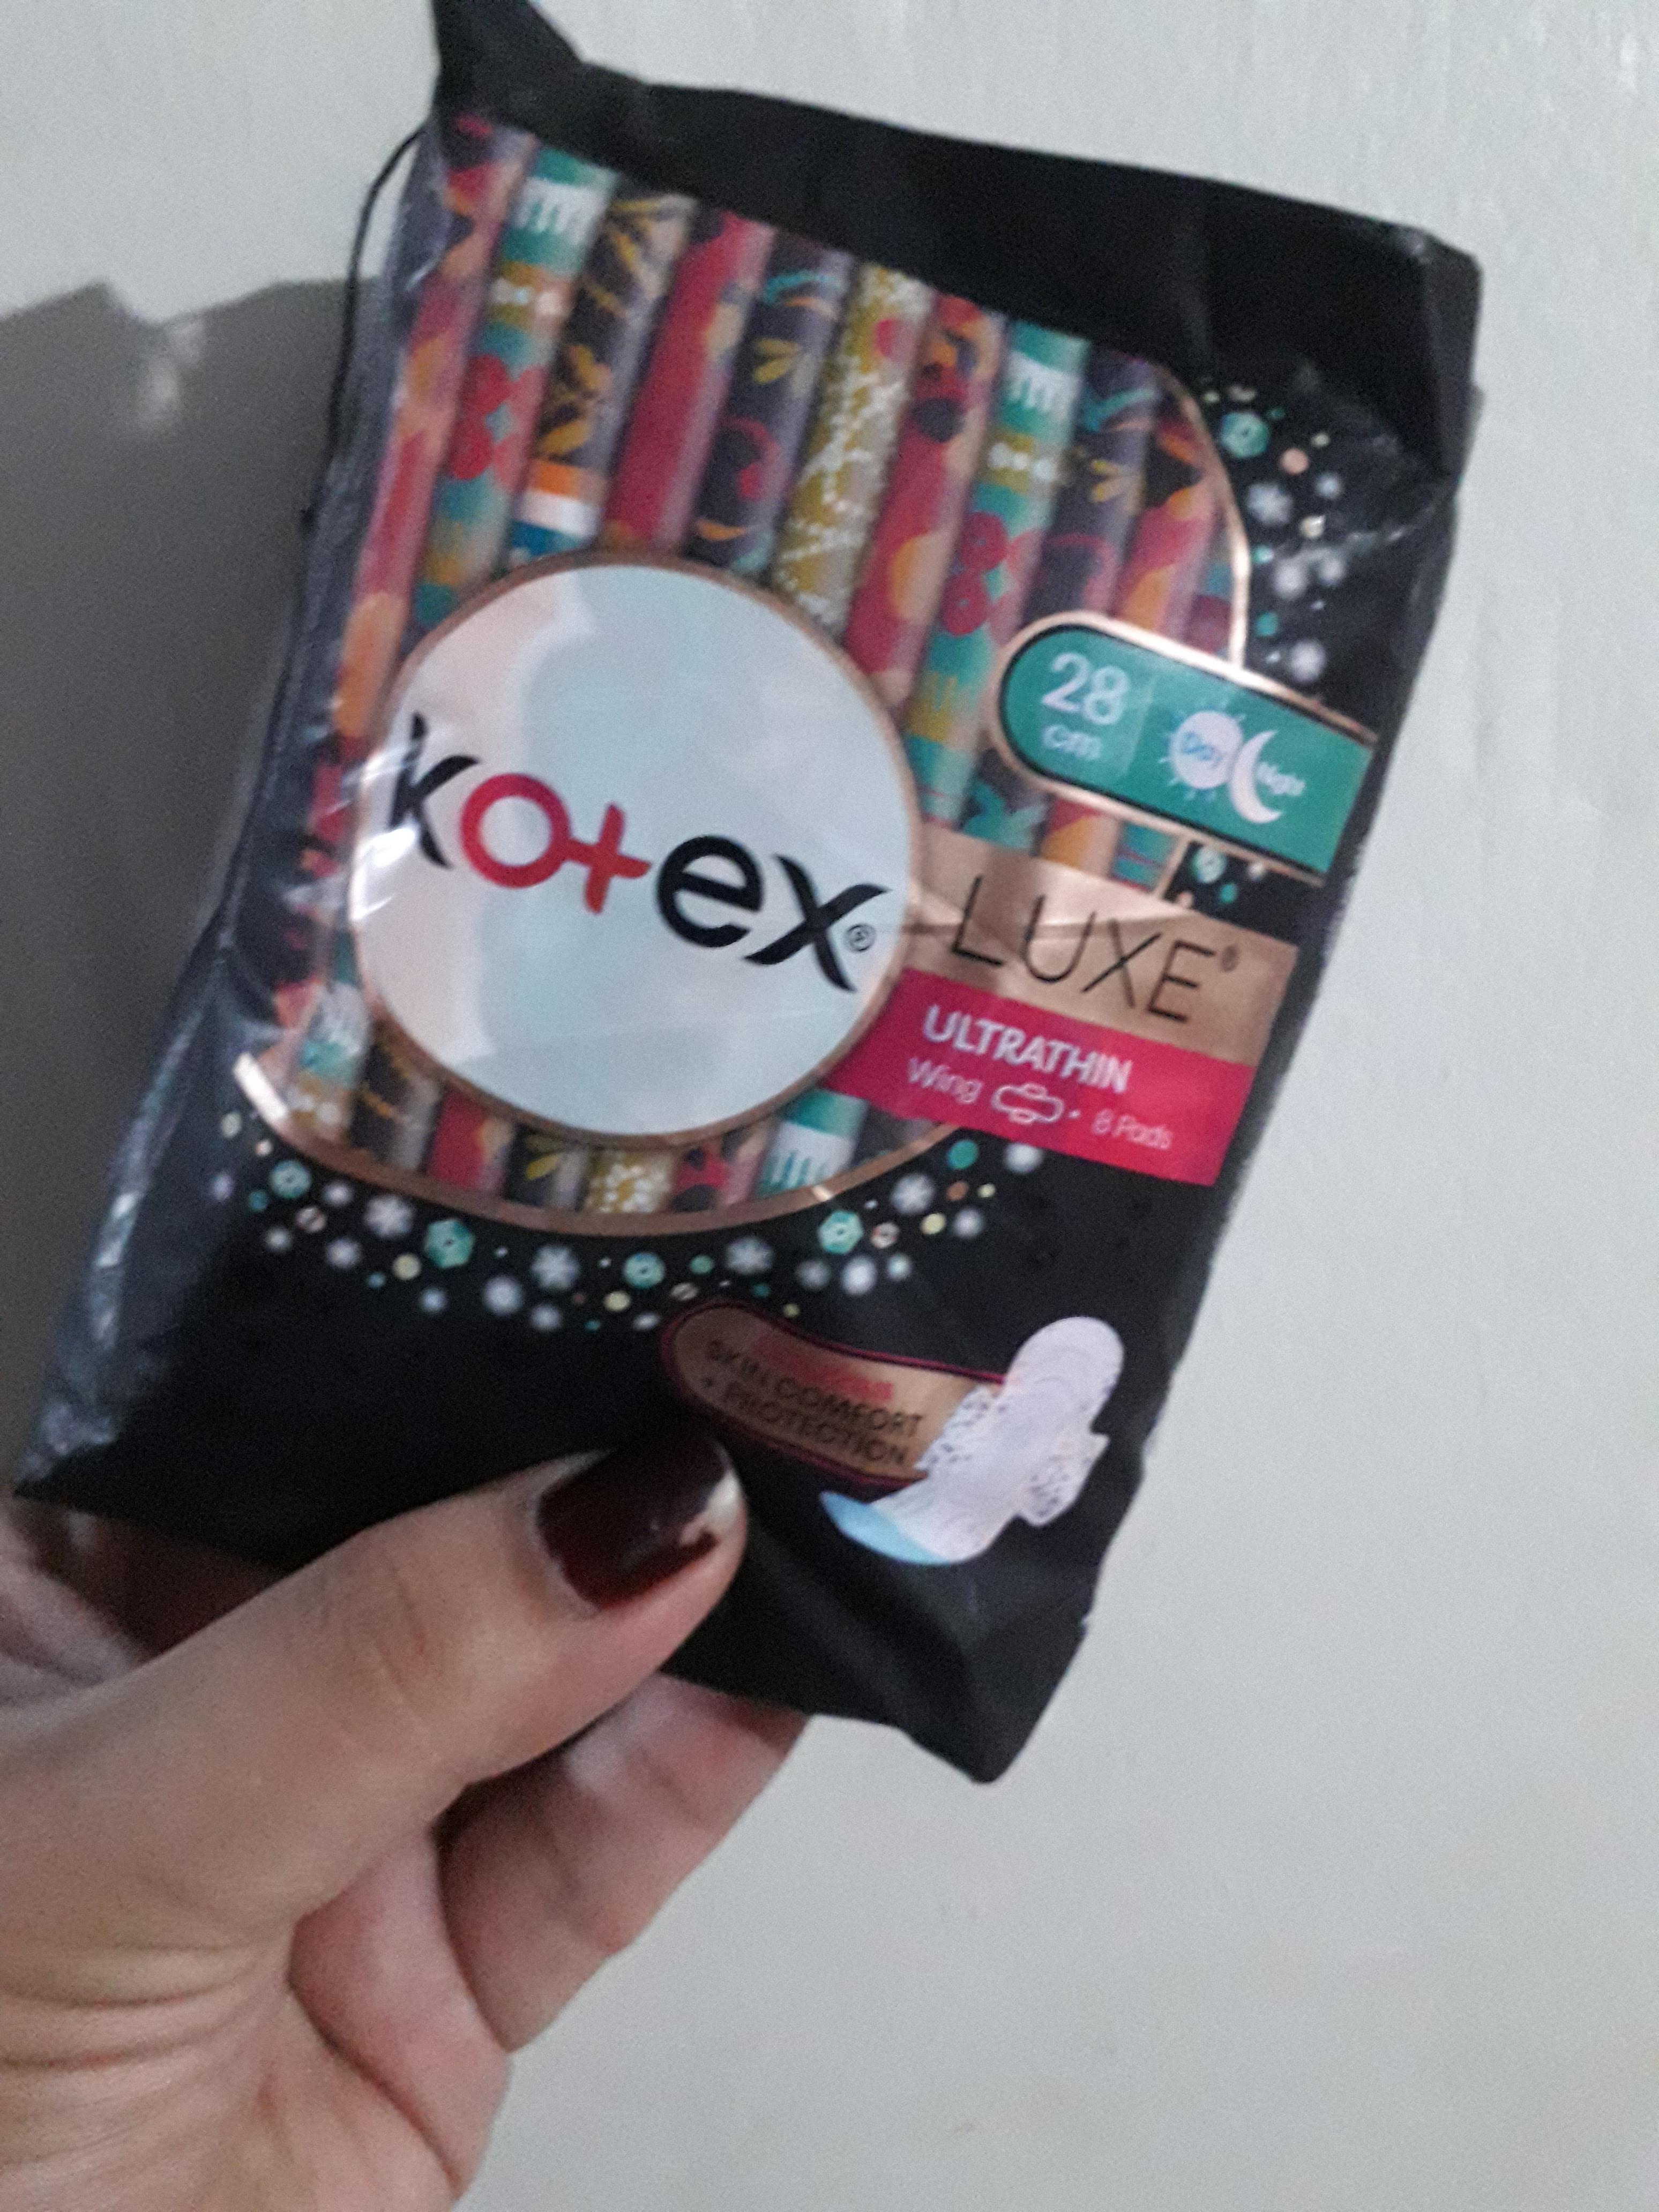 28
cm
Day
Night
kotex®
LUXE®
ULTRATHIN
Wing
8 Pads
SKIN COMFORT
+ PROTECTION